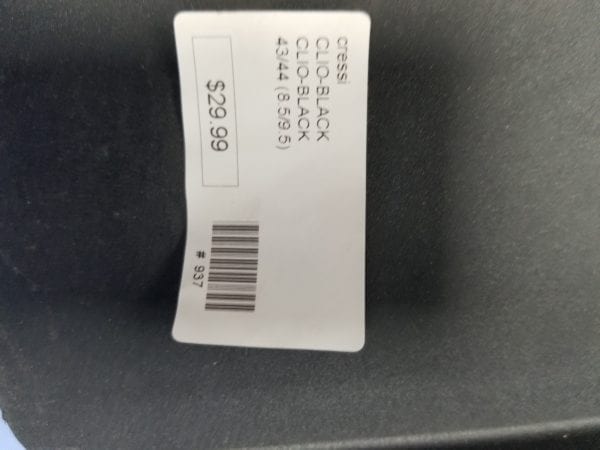 cressi
CLIO-BLACK
CLIO-BLACK
43/44 (8.5/9.5)
$29.99
# 937